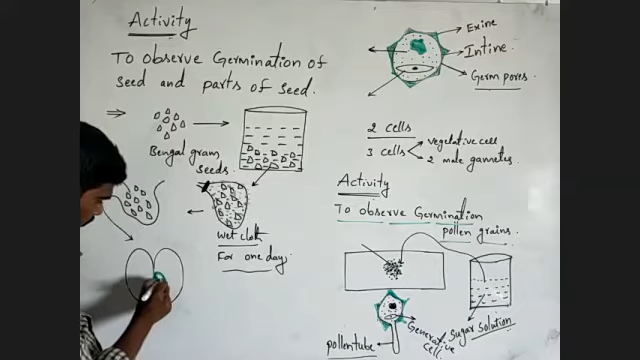 Activity
To observe Germination of
seed and parts of seed.
Bengal gram
seeds
Wet cloth
For one day
Exine
Intine
Germ pores
2 cells
3 cells
vegetative cell
2 male gametes
Activity
To observe Germination
pollen grains.
Sugar Solution
Generative
cell
pollentube